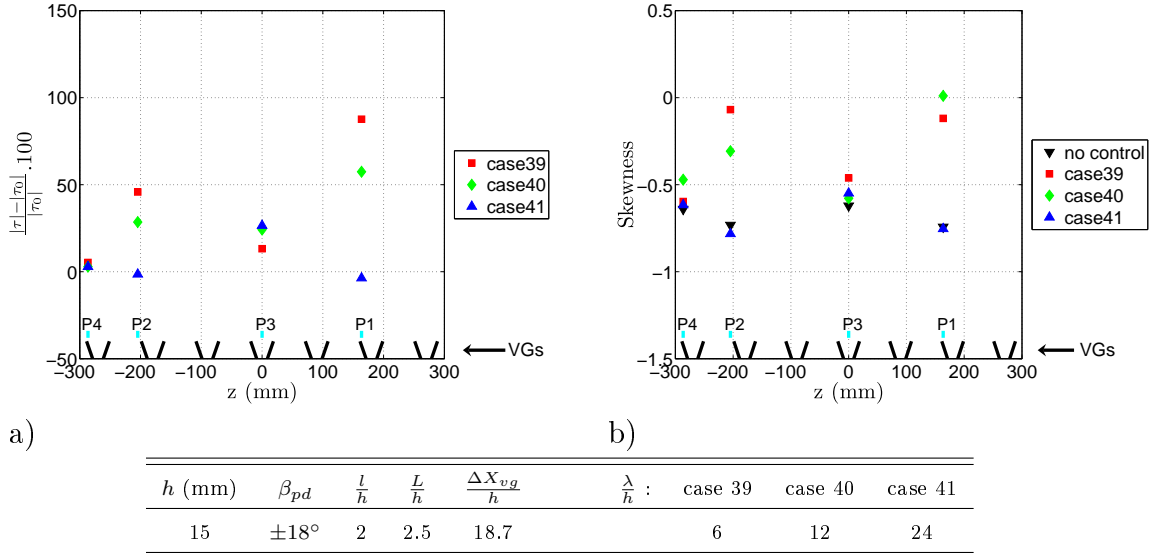 150
100
50
0
−50
−300
−200
−100
0
100
200
300
|τ|−|τ₀| / |τ₀| .100
z (mm)
P4
P2
P3
P1
VGs
case39
case40
case41
a)
0.5
0
−0.5
−1
−1.5
−300
−200
−100
0
100
200
300
Skewness
z (mm)
P4
P2
P3
P1
VGs
no control
case39
case40
case41
b)
h (mm) β_pd l/h L/h ΔX_vg/h λ/h : case 39 case 40 case 41
15 ±18° 2 2.5 18.7 6 12 24